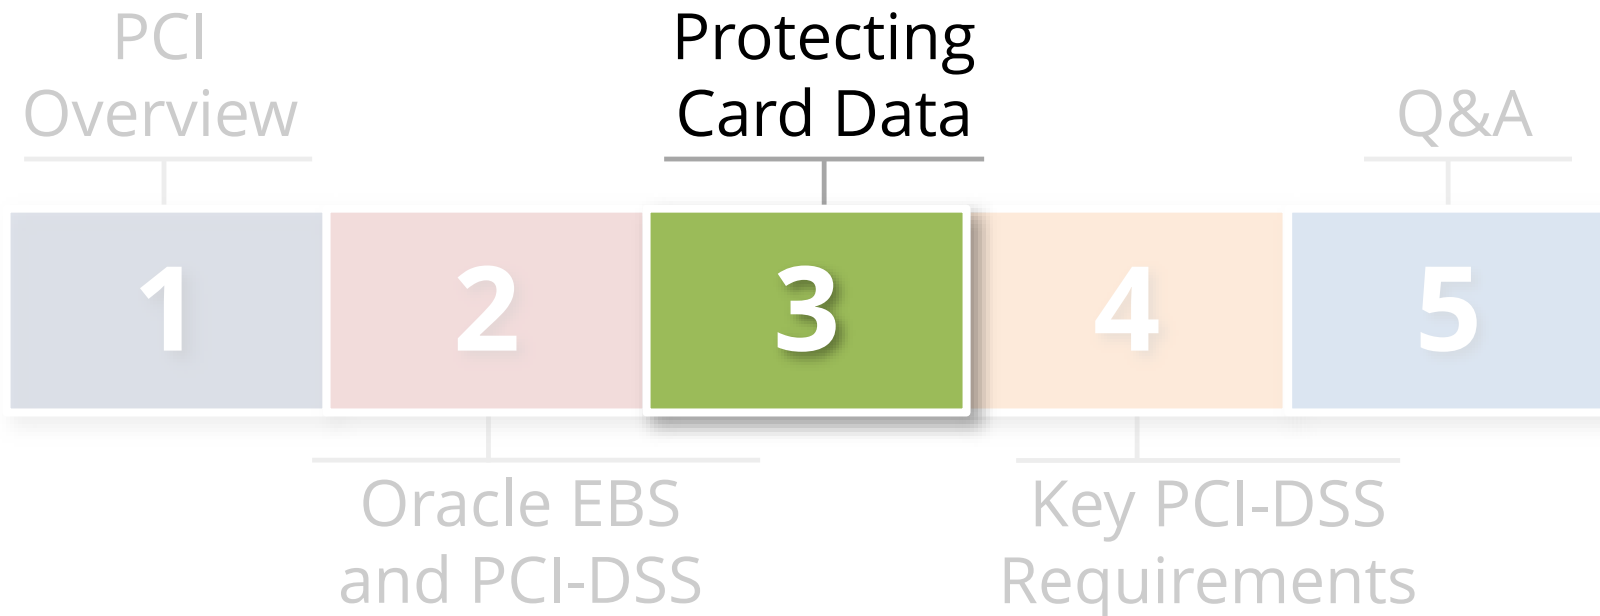 PCI
Overview
Protecting
Card Data
Q&A
1
2
3
4
5
Oracle EBS
and PCI-DSS
Key PCI-DSS
Requirements